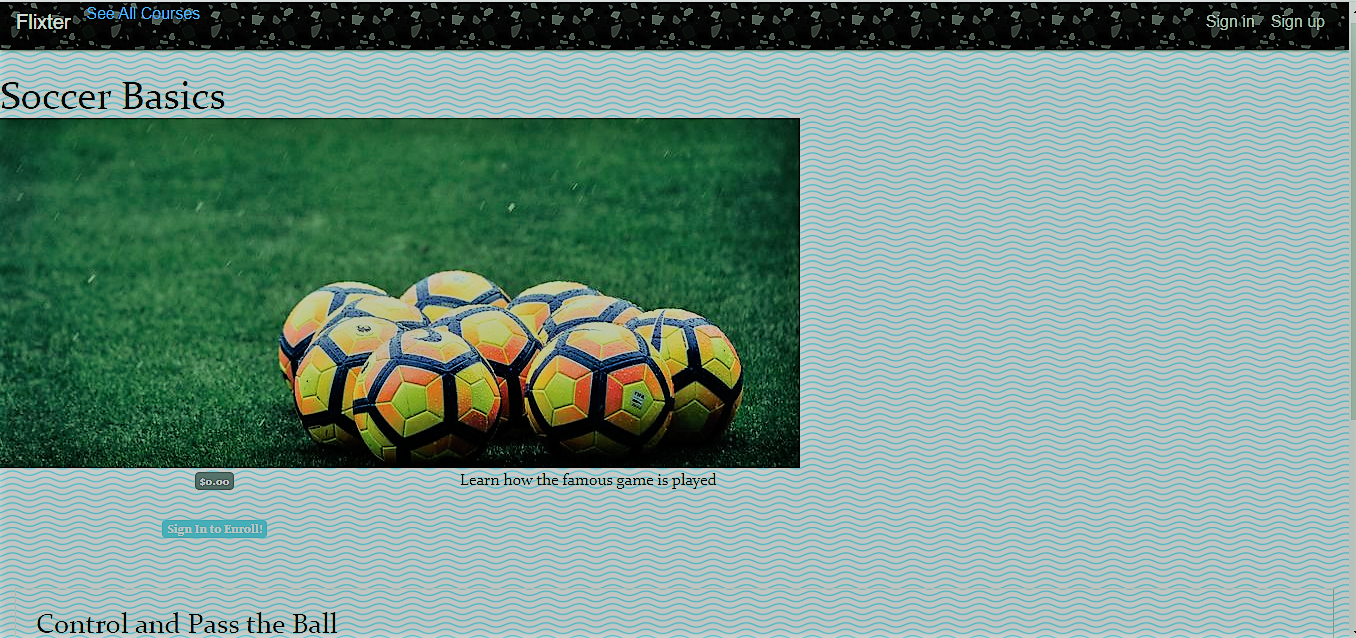 Flixter
See All Courses
Sign in
Sign up
Soccer Basics
$0.00
Learn how the famous game is played
Sign In to Enroll!
Control and Pass the Ball